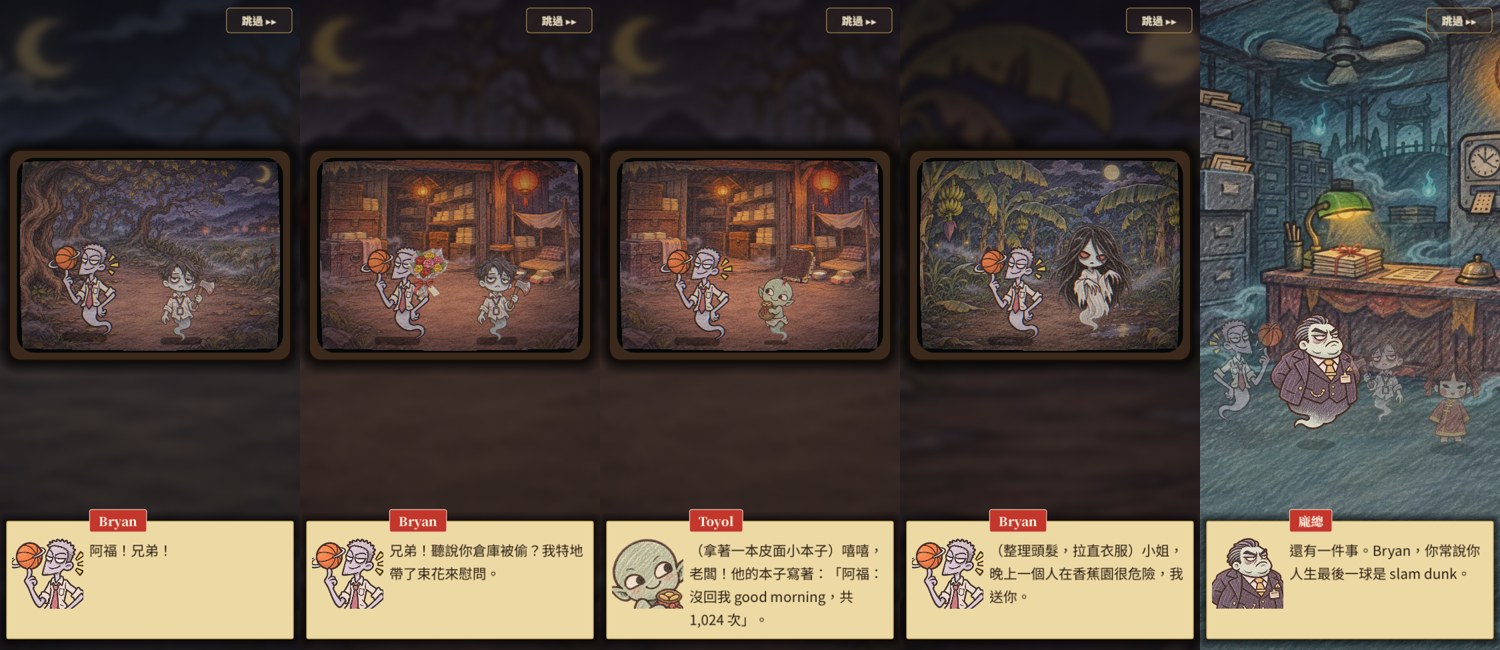 跳過 ▸▸
Bryan
阿福！兄弟！
跳過 ▸▸
Bryan
兄弟！聽說你倉庫被偷？我特地
帶了束花來慰問。
跳過 ▸▸
Toyol
（拿著一本皮面小本子）嘻嘻，
老闆！他的本子寫著：「阿福：
沒回我 good morning，共
1,024 次」。
跳過 ▸▸
Bryan
（整理頭髮，拉直衣服）小姐，
晚上一個人在香蕉園很危險，我
送你。
跳過 ▸▸
龐總
還有一件事。Bryan，你常說你
人生最後一球是 slam dunk。